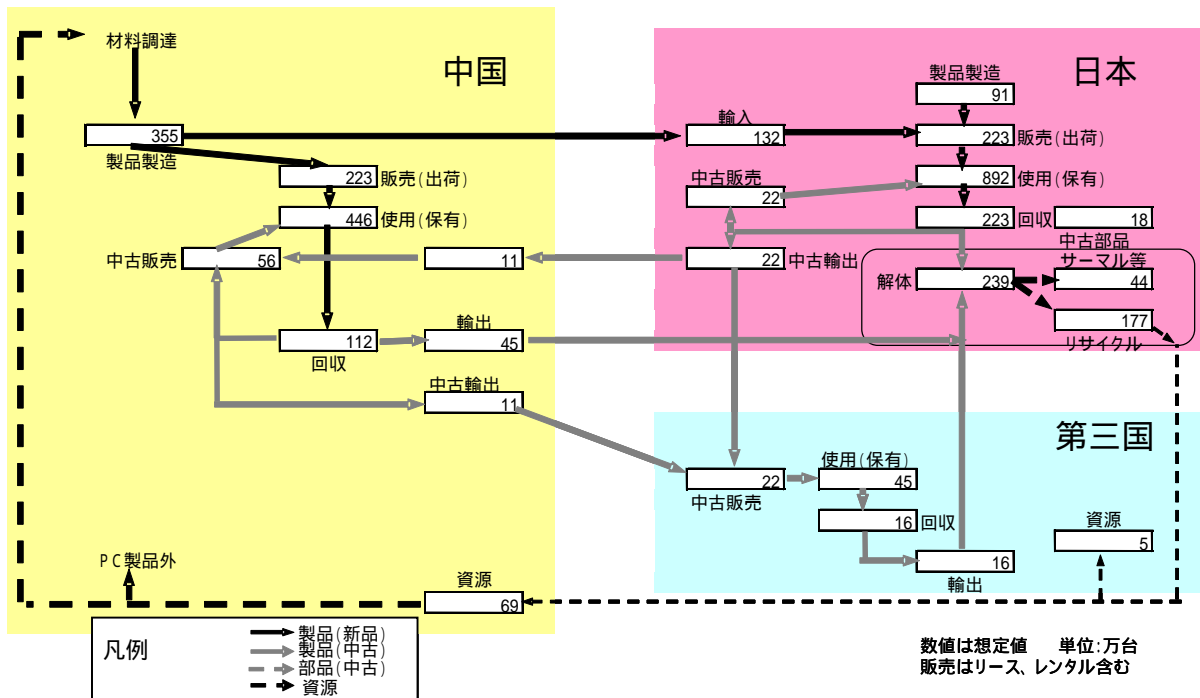 材料調達
中国
355
製品製造
223 販売(出荷)
446 使用(保有)
中古販売 56
11
112
回収
輸出
45
中古輸出
11
PC製品外
資源
69
日本
製品製造
91
輸入
132
223 販売(出荷)
中古販売
22
892 使用(保有)
223 回収
18
中古部品
22 中古輸出
解体 239
サーマル等
44
177
リサイクル
第三国
22
中古販売
使用(保有)
45
16 回収
16
輸出
資源
5
凡例
製品(新品)
製品(中古)
部品(中古)
資源
数値は想定値 単位:万台
販売はリース、レンタル含む